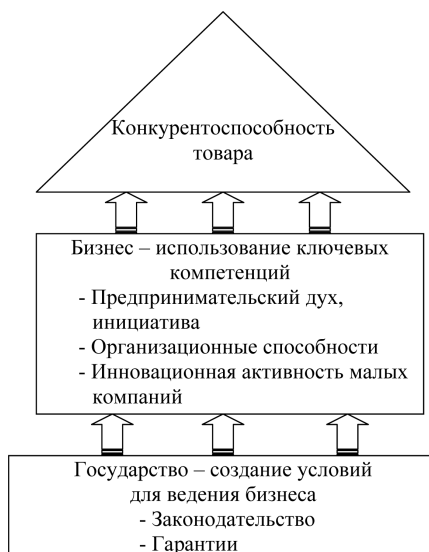 Конкурентоспособность
товара
Бизнес – использование ключевых
компетенций
- Предпринимательский дух,
инициатива
- Организационные способности
- Инновационная активность малых
компаний
Государство – создание условий
для ведения бизнеса
- Законодательство
- Гарантии